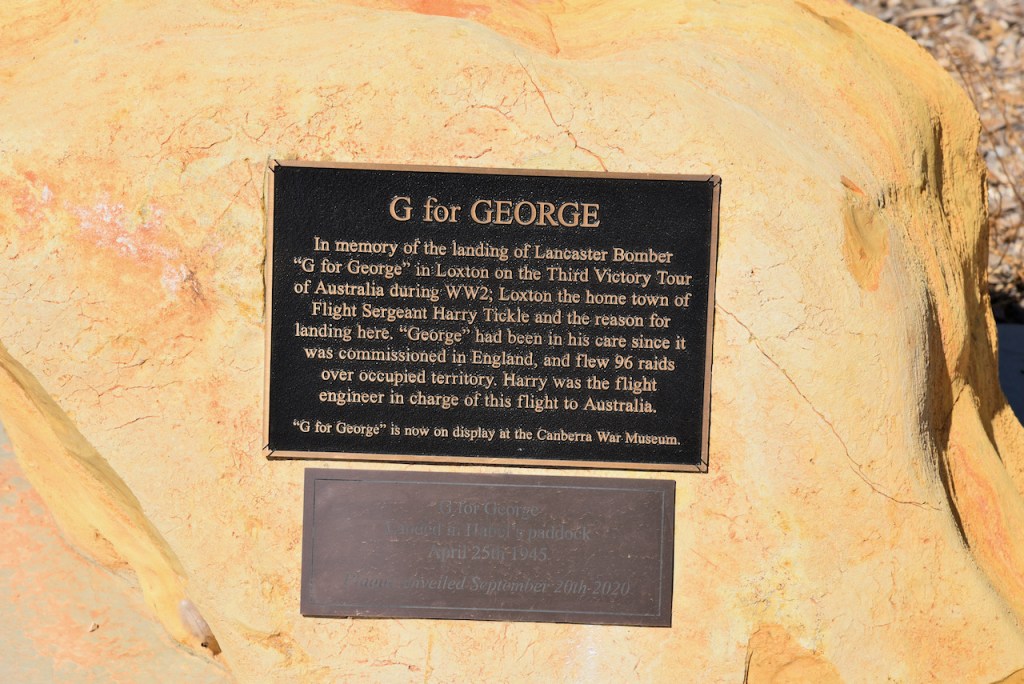 G for GEORGE
In memory of the landing of Lancaster Bomber
“G for George” in Loxton on the Third Victory Tour
of Australia during WW2; Loxton the home town of
Flight Sergeant Harry Tickle and the reason for
landing here. “George” had been in his care since it
was commissioned in England, and flew 96 raids
over occupied territory. Harry was the flight
engineer in charge of this flight to Australia.
“G for George” is now on display at the Canberra War Museum.
G for George
in paddock
April 25th 1945
unveiled September 20th 2020